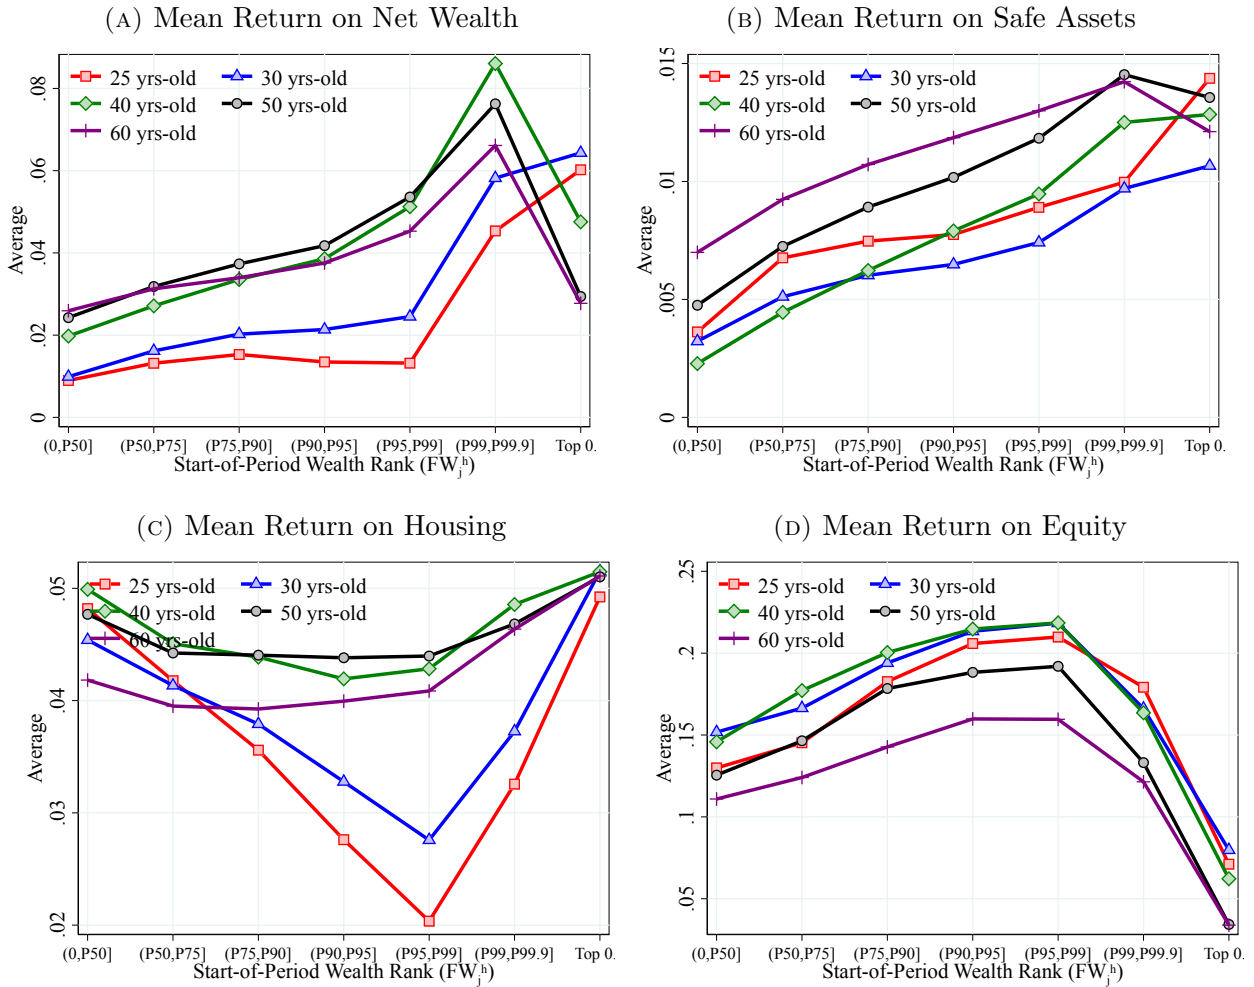 (A) Mean Return on Net Wealth
25 yrs-old
30 yrs-old
40 yrs-old
50 yrs-old
60 yrs-old
Average
.08
.06
.04
.02
0
(0,P50]
(P50,P75]
(P75,P90]
(P90,P95]
(P95,P99]
(P99,P99.9]
Top 0.
Start-of-Period Wealth Rank (FW_j^h)
(B) Mean Return on Safe Assets
25 yrs-old
30 yrs-old
40 yrs-old
50 yrs-old
60 yrs-old
Average
.015
.01
.005
0
(0,P50]
(P50,P75]
(P75,P90]
(P90,P95]
(P95,P99]
(P99,P99.9]
Top 0.
Start-of-Period Wealth Rank (FW_j^h)
(C) Mean Return on Housing
25 yrs-old
30 yrs-old
40 yrs-old
50 yrs-old
60 yrs-old
Average
.05
.04
.03
.02
(0,P50]
(P50,P75]
(P75,P90]
(P90,P95]
(P95,P99]
(P99,P99.9]
Top 0.
Start-of-Period Wealth Rank (FW_j^h)
(D) Mean Return on Equity
25 yrs-old
30 yrs-old
40 yrs-old
50 yrs-old
60 yrs-old
Average
.25
.2
.15
.1
.05
(0,P50]
(P50,P75]
(P75,P90]
(P90,P95]
(P95,P99]
(P99,P99.9]
Top 0.
Start-of-Period Wealth Rank (FW_j^h)